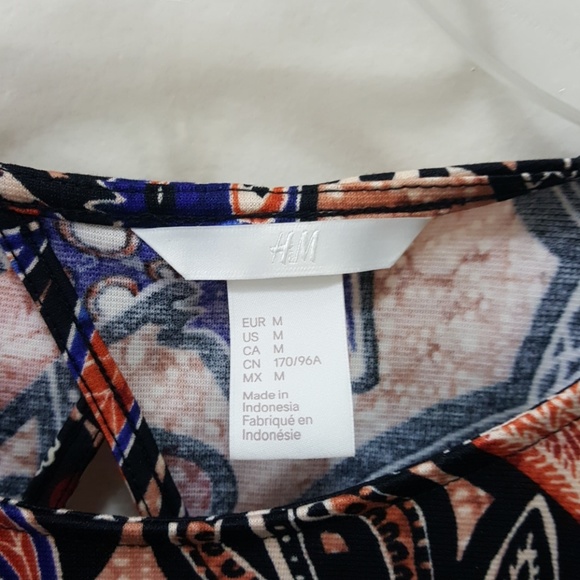 H&M
EUR M
US M
CA M
CN 170/96A
MX M
Made in
Indonesia
Fabriqué en
Indonésie